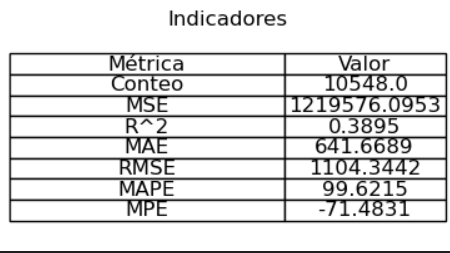 Indicadores
Métrica Valor
Conteo 10548.0
MSE 1219576.0953
R^2 0.3895
MAE 641.6689
RMSE 1104.3442
MAPE 99.6215
MPE -71.4831